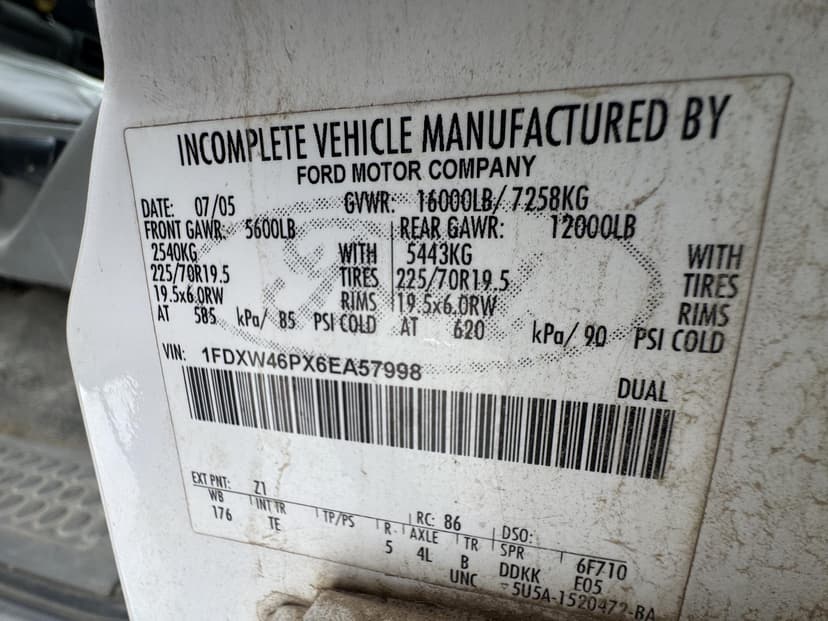 INCOMPLETE VEHICLE MANUFACTURED BY
FORD MOTOR COMPANY
DATE: 07/05 GVWR: 16000LB/ 7258KG
FRONT GAWR: 5600LB REAR GAWR: 12000LB
2540KG WITH 5443KG WITH
225/70R19.5 TIRES 225/70R19.5 TIRES
19.5x6.0RW RIMS 19.5x6.0RW RIMS
AT 585 kPa/ 85 PSI COLD AT 620 kPa/ 90 PSI COLD
VIN: 1FDXW46PX6EA57998
DUAL
EXT PNT: Z1 RC: 86 DSO:
WB INT TR TP/PS R- AXLE TR SPR 6F710
176 TE 5 4L B DDKK E05
UNC 5U5A-1520472-BA